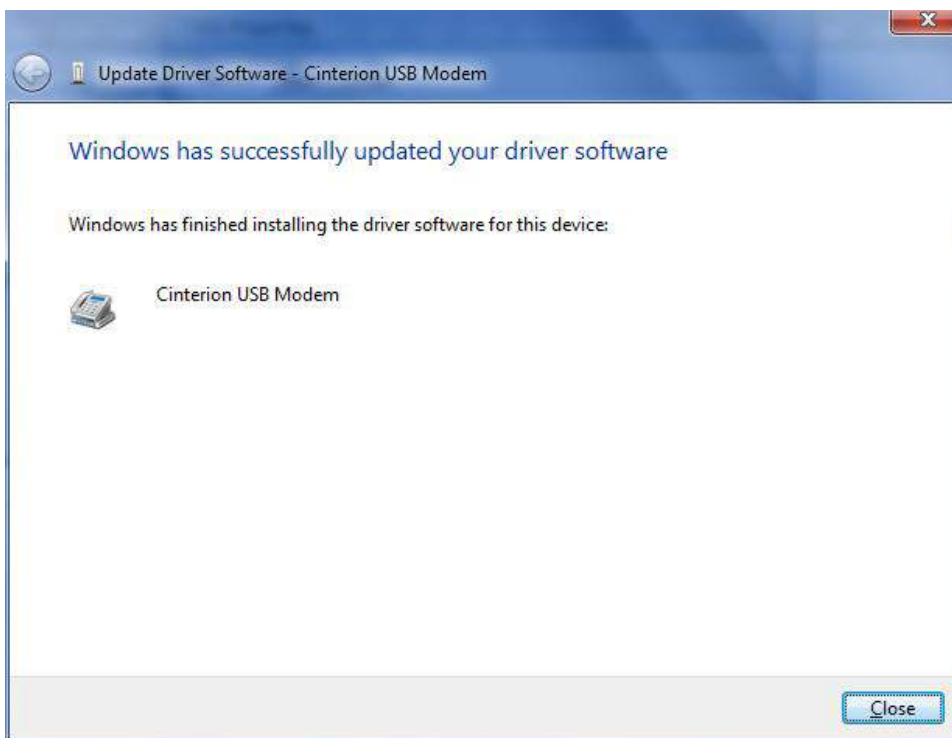 Update Driver Software - Cinterion USB Modem
Windows has successfully updated your driver software
Windows has finished installing the driver software for this device:
Cinterion USB Modem
Close